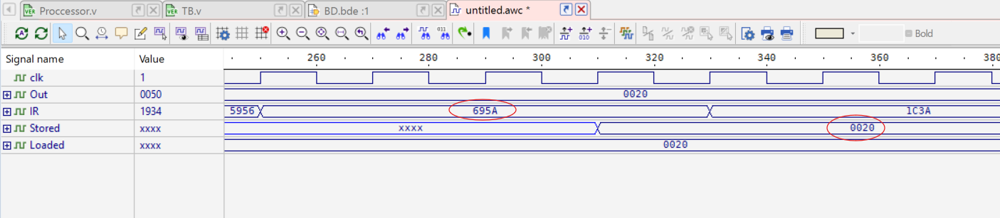 Proccessor.v TB.v BD.bde :1 untitled.awc *
Bold
Signal name Value 260 280 300 320 340 360 380
clk 1
Out 0050 0020
IR 1934 5956 695A 1C3A
Stored xxxx xxxx 0020
Loaded xxxx 0020